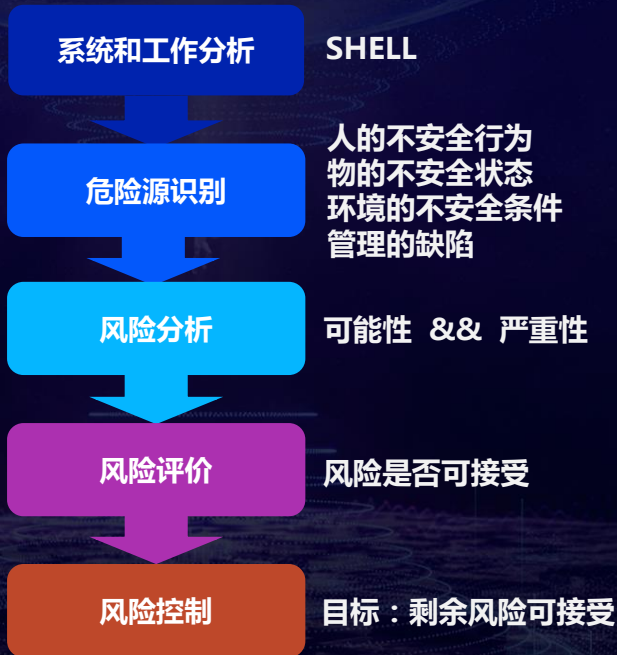 系统和工作分析
SHELL
危险源识别
人的不安全行为
物的不安全状态
环境的不安全条件
管理的缺陷
风险分析
可能性 && 严重性
风险评价
风险是否可接受
风险控制
目标：剩余风险可接受